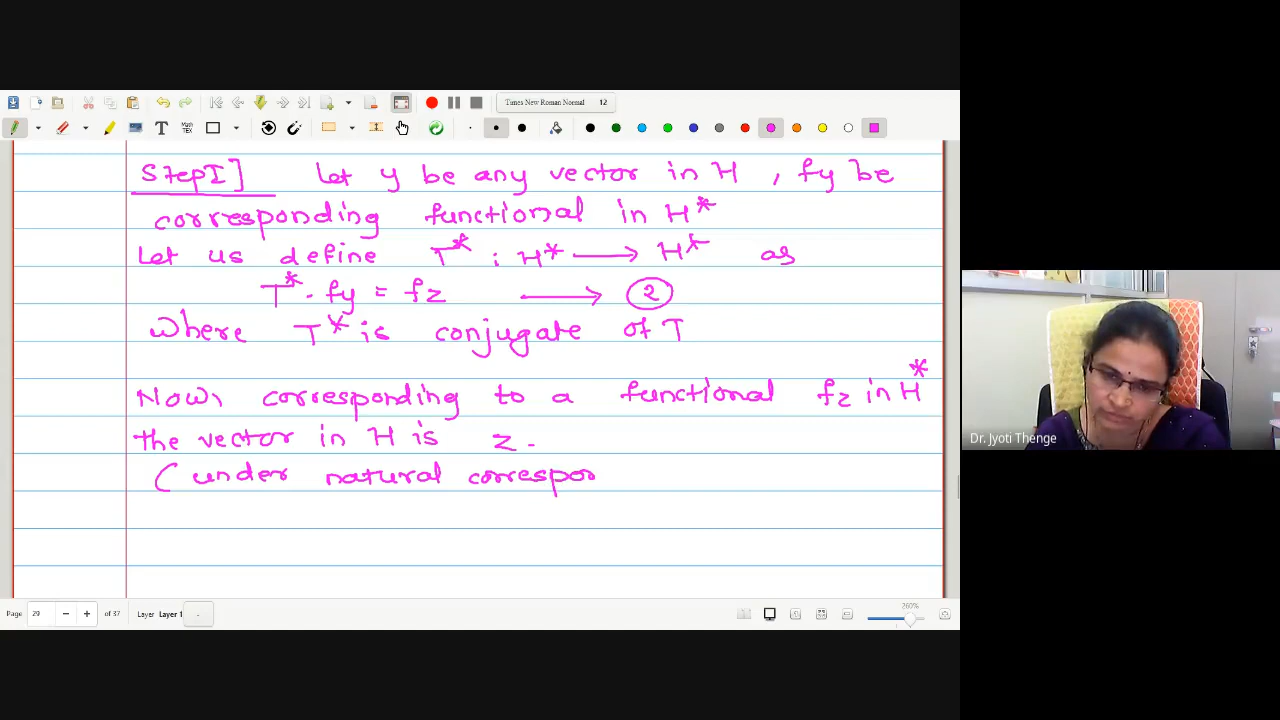 Times New Roman Normal 12
Step I] Let y be any vector in H, fy be
corresponding functional in H*
Let us define T* : H* → H* as
T* . fy = fz → 2
where T* is conjugate of T
Now, corresponding to a functional fz in H*
the vector in H is z.
( under natural correspon
Dr. Jyoti Thenge
Page 29 of 37 Layer Layer 1 260%